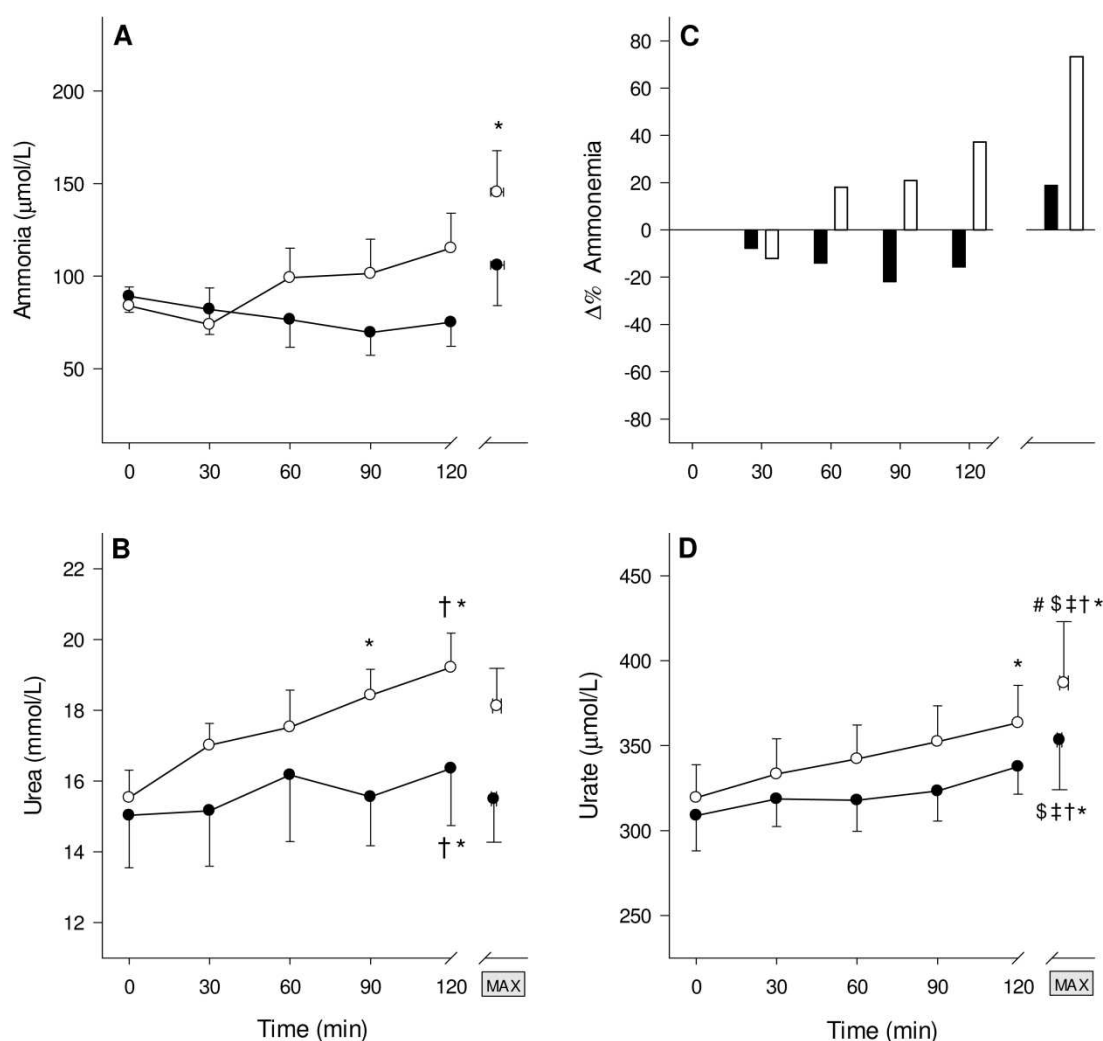 A
Ammonia (μmol/L)
200
150
100
50
*
0 30 60 90 120
C
Δ% Ammonemia
80
60
40
20
0
-20
-40
-60
-80
0 30 60 90 120
B
Urea (mmol/L)
22
20
18
16
14
12
11
*
† *
† *
0 30 60 90 120 MAX
Time (min)
D
Urate (μmol/L)
450
400
350
300
250
*
# $ ‡ † *
$ ‡ † *
0 30 60 90 120 MAX
Time (min)